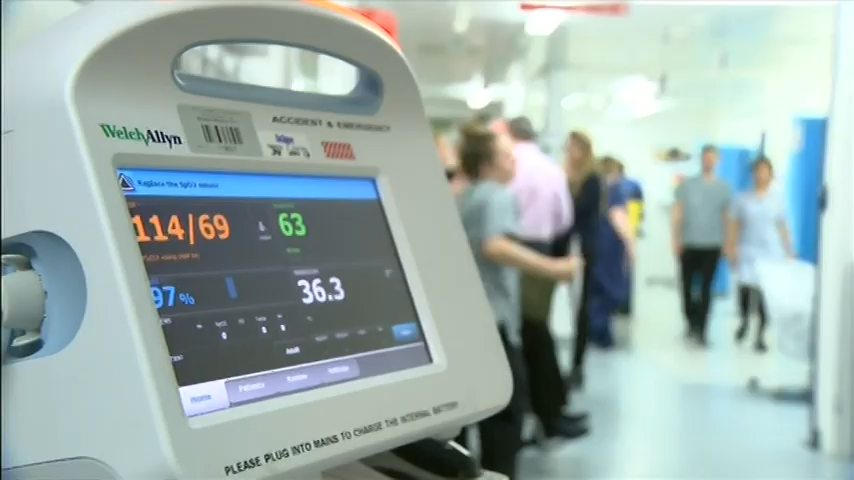 ACCIDENT & EMERGENCY
WelchAllyn
Replace the SpO2 sensor
114/69
63
97 %
36.3
Adult
Home
Patients
Review
Settings
PLEASE PLUG INTO MAINS TO CHARGE THE INTERNAL BATTERY